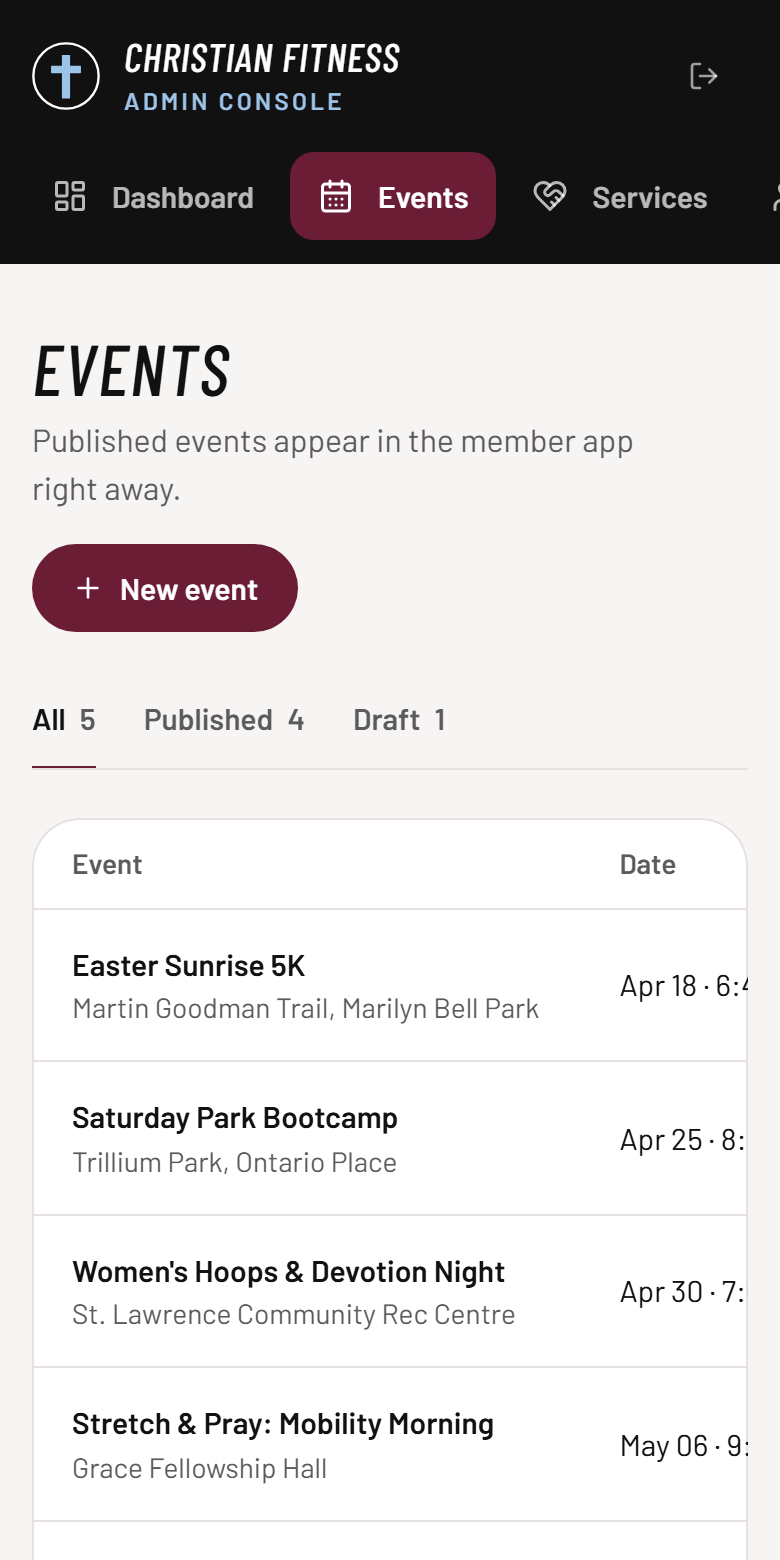 CHRISTIAN FITNESS
ADMIN CONSOLE
Dashboard
Events
Services
EVENTS
Published events appear in the member app
right away.
New event
All 5
Published 4
Draft 1
Event
Date
Easter Sunrise 5K
Martin Goodman Trail, Marilyn Bell Park
Apr 18 · 6:4
Saturday Park Bootcamp
Trillium Park, Ontario Place
Apr 25 · 8:
Women's Hoops & Devotion Night
St. Lawrence Community Rec Centre
Apr 30 · 7:
Stretch & Pray: Mobility Morning
Grace Fellowship Hall
May 06 · 9: